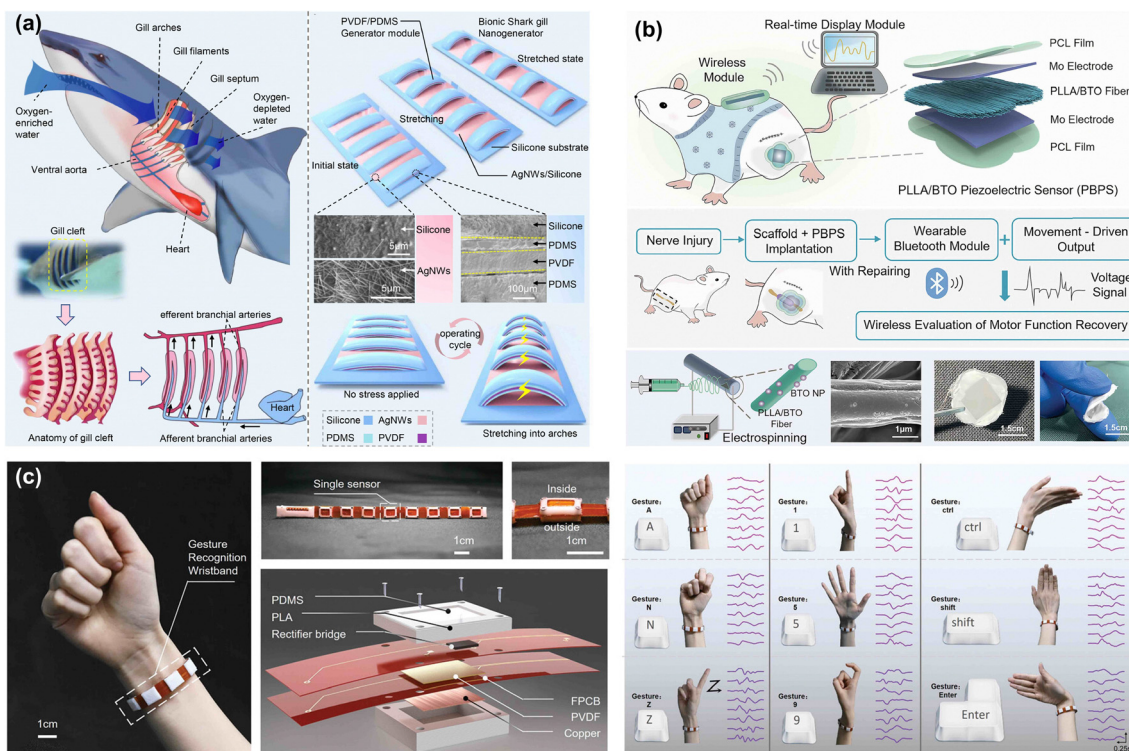 (a)
Gill arches
Gill filaments
Gill septum
Oxygen-
enriched
water
Oxygen-
depleted
water
Ventral aorta
Heart
Gill cleft
efferent branchial arteries
Heart
Anatomy of gill cleft
Afferent branchial arteries
PVDF/PDMS
Generator module
Bionic Shark gill
Nanogenerator
Stretched state
Stretching
Silicone substrate
Initial state
AgNWs/Silicone
Silicone
5μm
AgNWs
5μm
Silicone
PDMS
PVDF
PDMS
100μm
operating
cycle
No stress applied
Silicone
AgNWs
PDMS
PVDF
Stretching into arches
(b)
Real-time Display Module
Wireless
Module
PCL Film
Mo Electrode
PLLA/BTO Fiber
Mo Electrode
PCL Film
PLLA/BTO Piezoelectric Sensor (PBPS)
Nerve Injury
Scaffold + PBPS
Implantation
Wearable
Bluetooth Module
+
Movement - Driven
Output
With Repairing
Voltage
Signal
Wireless Evaluation of Motor Function Recovery
BTO NP
PLLA/BTO
Fiber
Electrospinning
1μm
1.5cm
1.5cm
(c)
Gesture
Recognition
Wristband
1cm
Single sensor
1cm
Inside
outside
1cm
PDMS
PLA
Rectifier bridge
FPCB
PVDF
Copper
Gesture:
A
A
Gesture:
1
1
Gesture:
ctrl
ctrl
Gesture:
N
N
Gesture:
5
5
Gesture:
shift
shift
Gesture:
Z
Z
Z
Gesture:
9
9
Gesture:
Enter
Enter